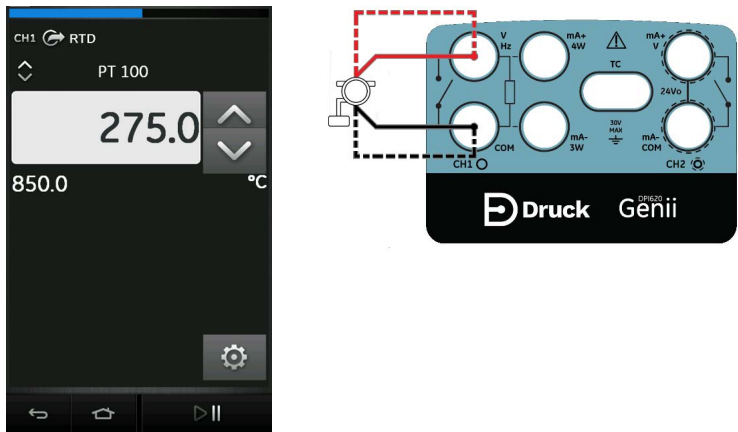 CH1 RTD
PT 100
275.0
850.0 °C
V
Hz
mA+
4W
TC
mA+
V
24Vo
30V
MAX
COM
mA-
3W
mA-
COM
CH1
CH2
Druck
DPI620
Genii